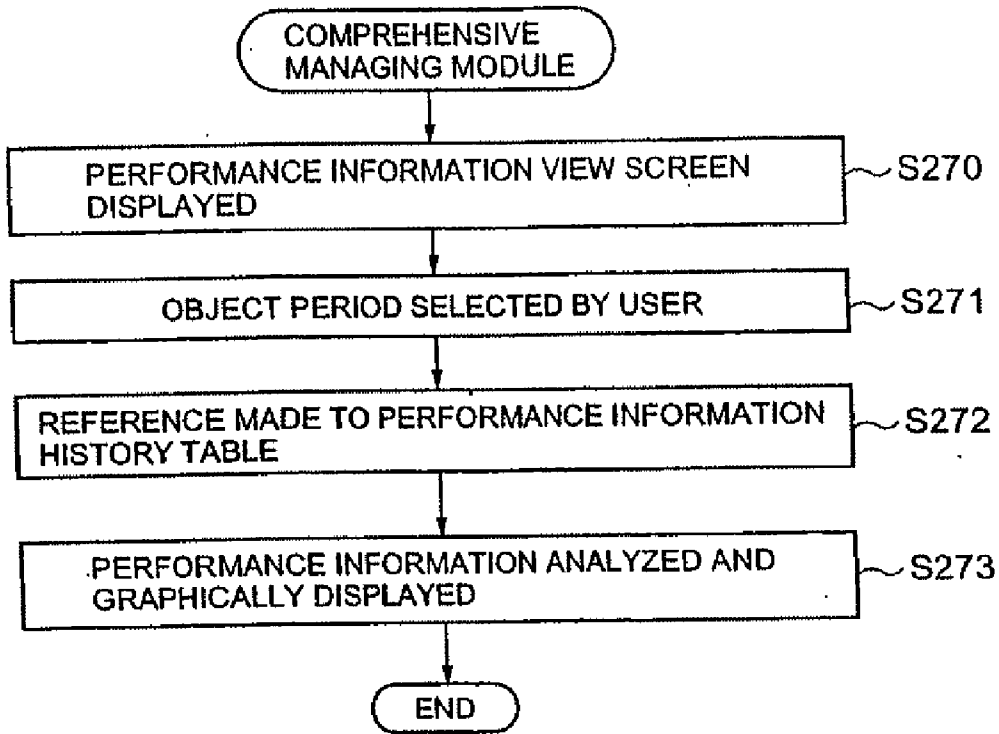 COMPREHENSIVE
MANAGING MODULE
PERFORMANCE INFORMATION VIEW SCREEN
DISPLAYED
S270
OBJECT PERIOD SELECTED BY USER
S271
REFERENCE MADE TO PERFORMANCE INFORMATION
HISTORY TABLE
S272
PERFORMANCE INFORMATION ANALYZED AND
GRAPHICALLY DISPLAYED
S273
END